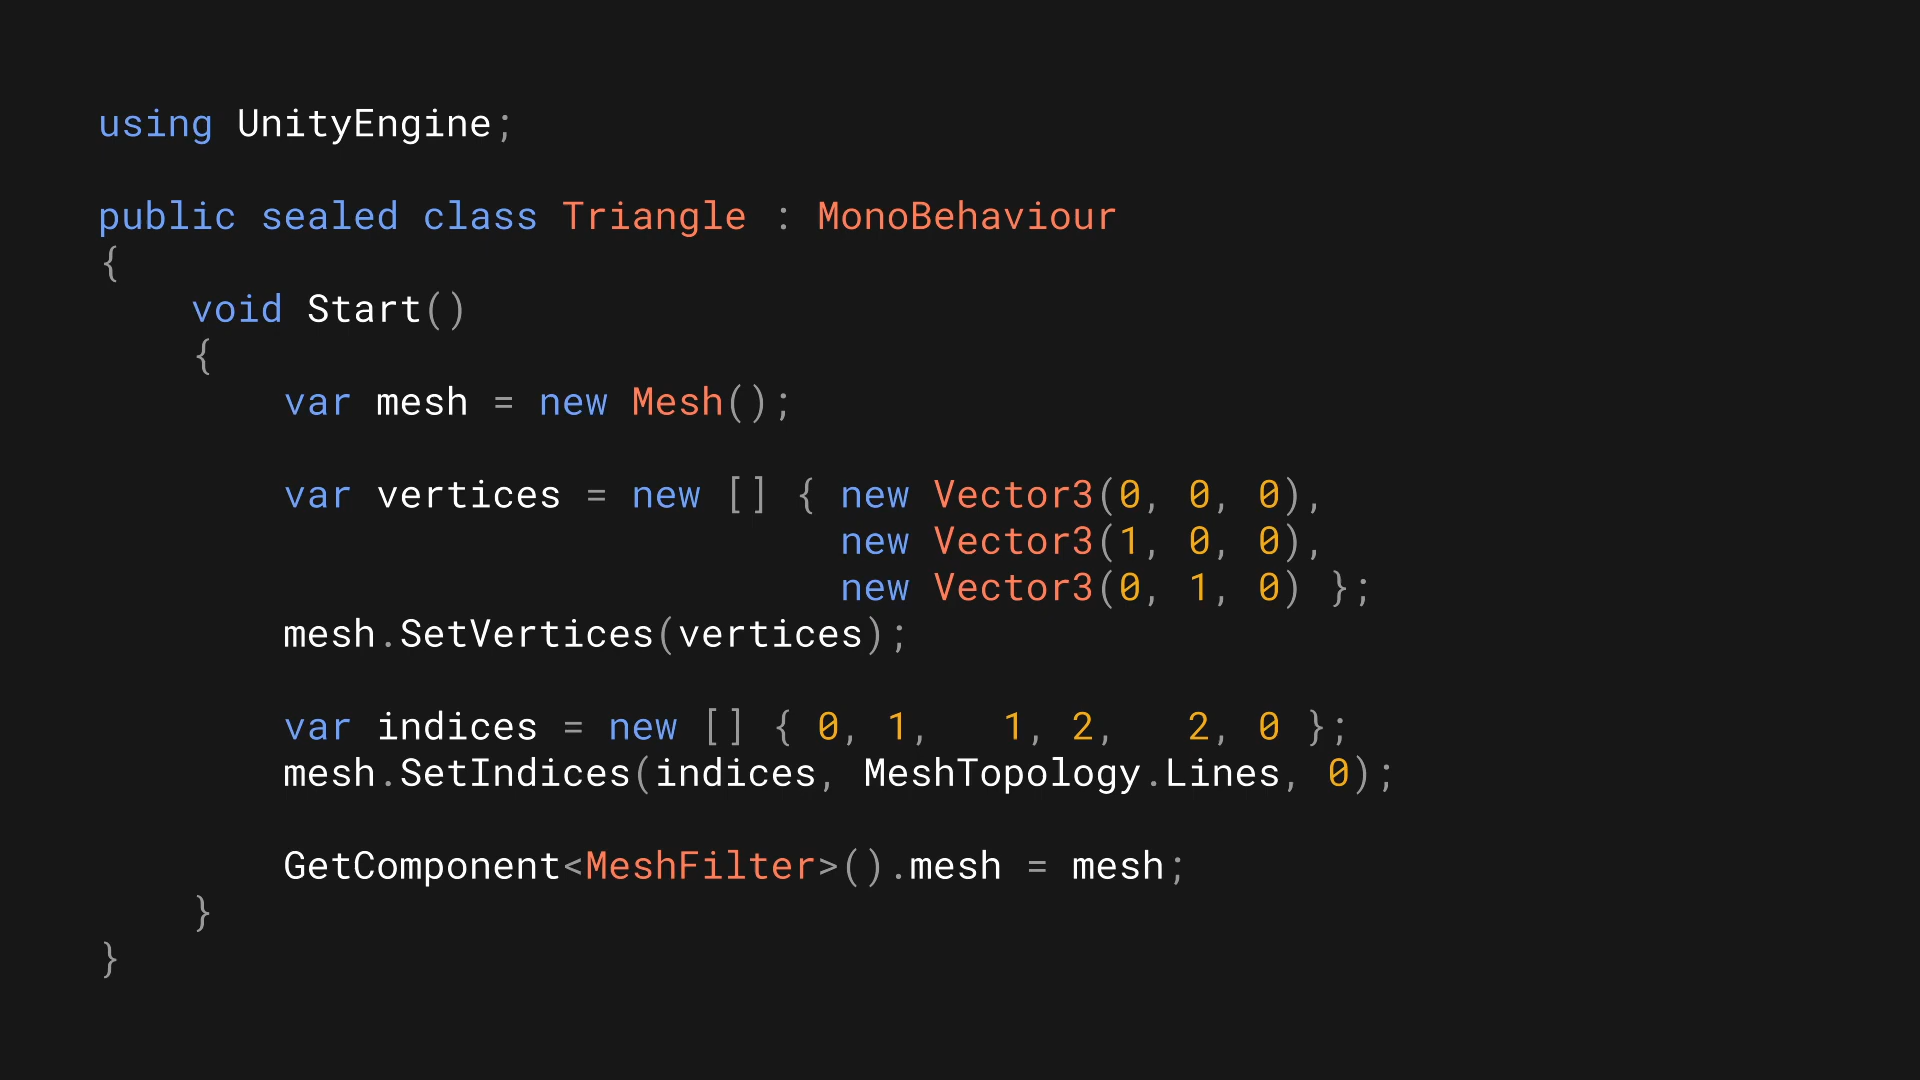 using UnityEngine;
public sealed class Triangle : MonoBehaviour
{
    void Start()
    {
        var mesh = new Mesh();
        var vertices = new [] { new Vector3(0, 0, 0),
                                new Vector3(1, 0, 0),
                                new Vector3(0, 1, 0) };
        mesh.SetVertices(vertices);
        var indices = new [] { 0, 1,   1, 2,   2, 0 };
        mesh.SetIndices(indices, MeshTopology.Lines, 0);
        GetComponent<MeshFilter>().mesh = mesh;
    }
}